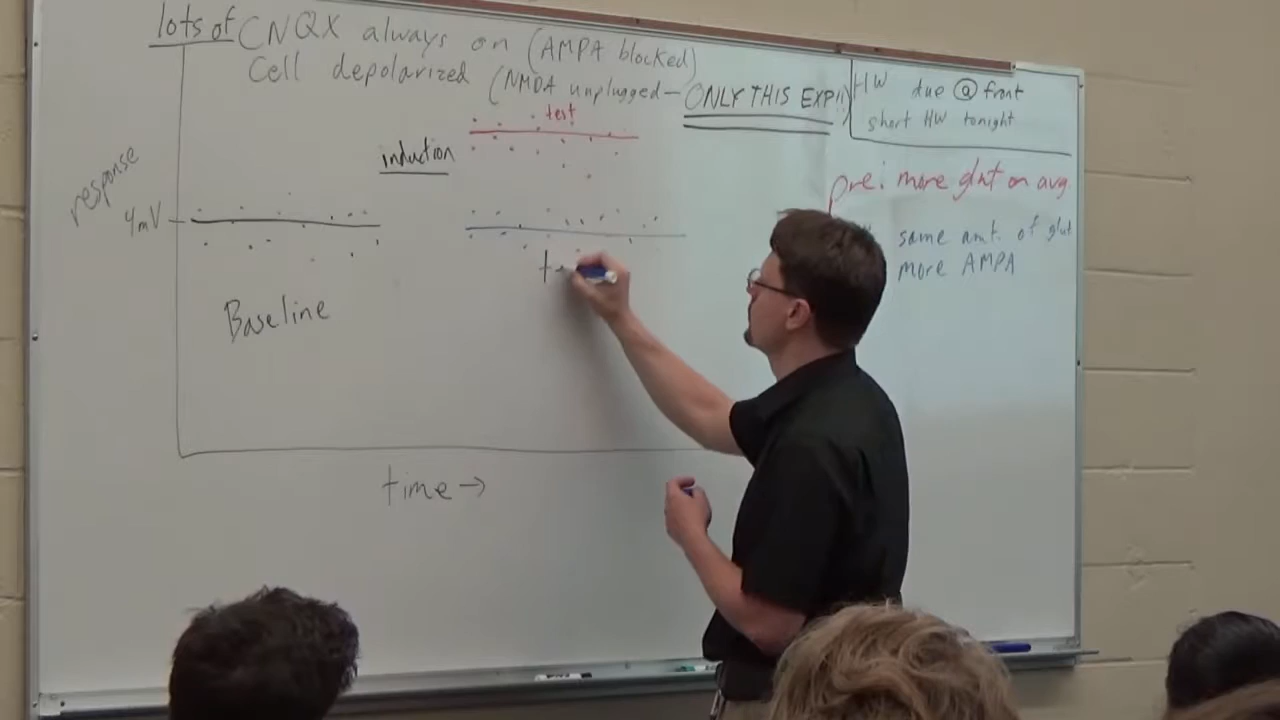 lots of CNQX always on (AMPA blocked)
Cell depolarized (NMDA unplugged - ONLY THIS EXP!!)
HW due @ front
short HW tonight
test
induction
response
4mV
pre: more glut on avg.
same amt. of glut
more AMPA
Baseline
time →